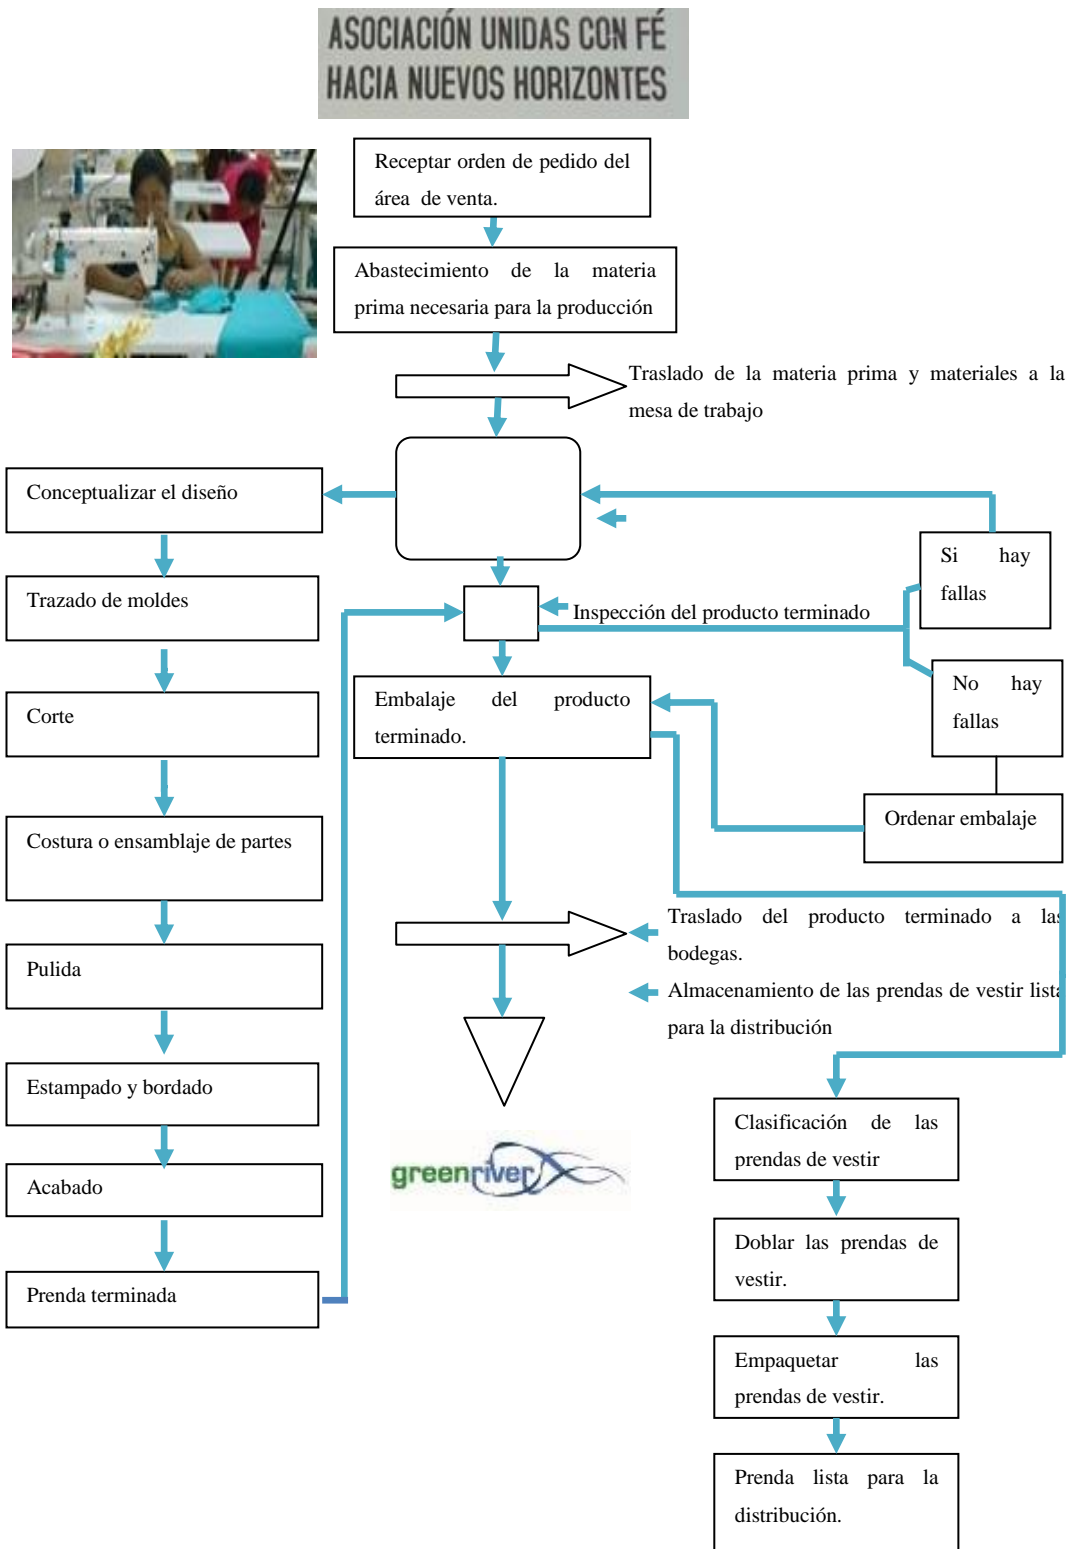 ASOCIACIÓN UNIDAS CON FÉ
HACIA NUEVOS HORIZONTES
Receptar orden de pedido del
área de venta.
Abastecimiento de la materia
prima necesaria para la producción
Traslado de la materia prima y materiales a la
mesa de trabajo
Conceptualizar el diseño
Trazado de moldes
Corte
Costura o ensamblaje de partes
Pulida
Estampado y bordado
Acabado
Prenda terminada
Inspección del producto terminado
Si hay
fallas
No hay
fallas
Ordenar embalaje
Embalaje del producto
terminado.
Traslado del producto terminado a las
bodegas.
Almacenamiento de las prendas de vestir lista
para la distribución
greenriver
Clasificación de las
prendas de vestir
Doblar las prendas de
vestir.
Empaquetar las
prendas de vestir.
Prenda lista para la
distribución.